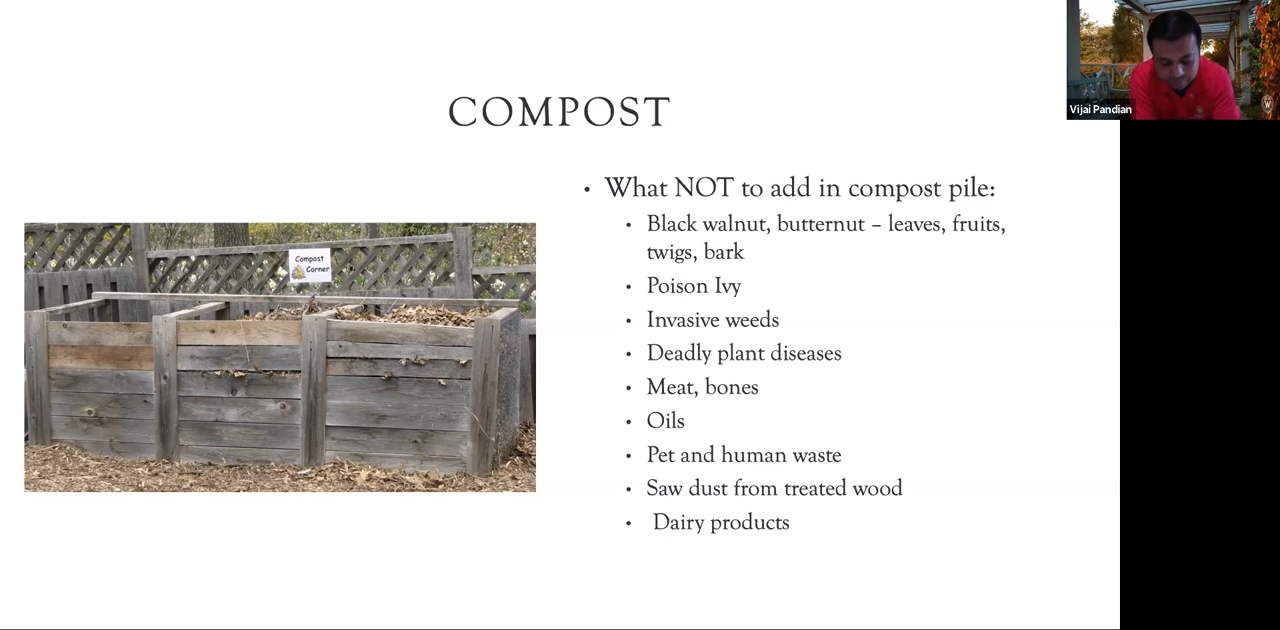 Vijai Pandian
W
COMPOST
• What NOT to add in compost pile:
• Black walnut, butternut – leaves, fruits,
twigs, bark
• Poison Ivy
• Invasive weeds
• Deadly plant diseases
• Meat, bones
• Oils
• Pet and human waste
• Saw dust from treated wood
• Dairy products
Compost
Corner